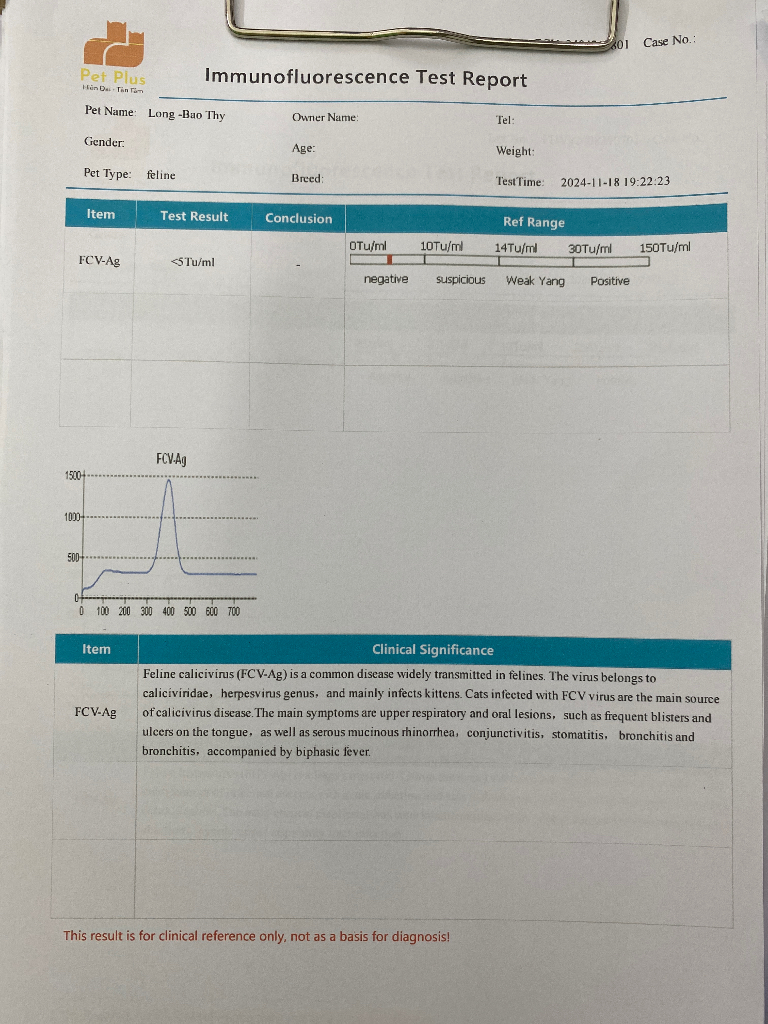 801 Case No.:
Pet Plus
Hiện Đại - Tận Tâm
Immunofluorescence Test Report
Pet Name: Long -Bao Thy Owner Name: Tel:
Gender: Age: Weight:
Pet Type: feline Breed: TestTime: 2024-11-18 19:22:23
Item Test Result Conclusion Ref Range
0Tu/ml 10Tu/ml 14Tu/ml 30Tu/ml 150Tu/ml
FCV-Ag <5Tu/ml -
negative suspicious Weak Yang Positive
FCV-Ag
1500
1000
500
0
0 100 200 300 400 500 600 700
Item Clinical Significance
FCV-Ag
Feline calicivirus (FCV-Ag) is a common disease widely transmitted in felines. The virus belongs to
caliciviridae, herpesvirus genus, and mainly infects kittens. Cats infected with FCV virus are the main source
of calicivirus disease.The main symptoms are upper respiratory and oral lesions, such as frequent blisters and
ulcers on the tongue, as well as serous mucinous rhinorrhea, conjunctivitis, stomatitis, bronchitis and
bronchitis, accompanied by biphasic fever.
This result is for clinical reference only, not as a basis for diagnosis!